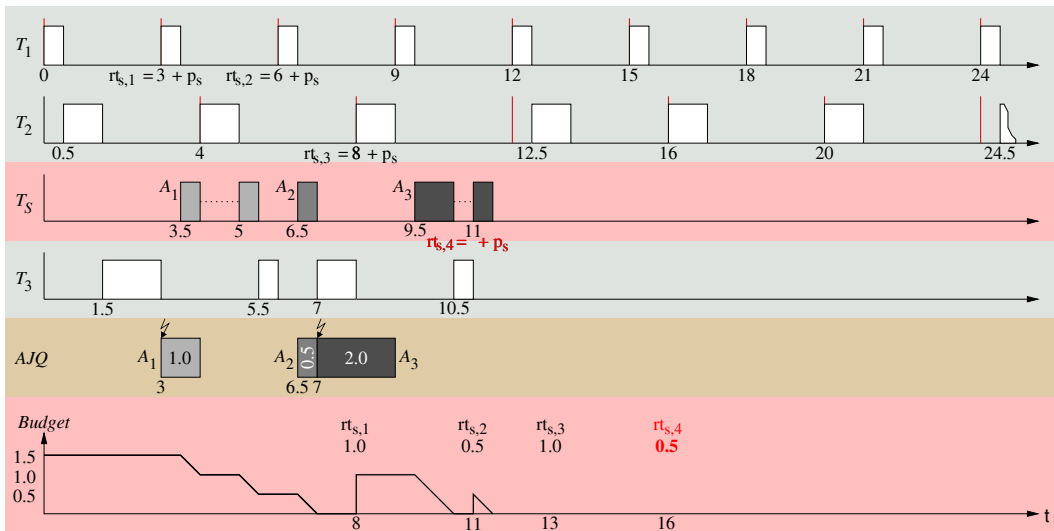 T1
0 3 6 9 12 15 18 21 24
rts,1 = 3 + ps rts,2 = 6 + ps
T2
0.5 4 rts,3 = 8 + ps 12.5 16 20 24.5
TS A1 A2 A3
3.5 5 6.5 9.5 11
rts,4 = + ps
T3
1.5 5.5 7 10.5
AJQ A1 1.0 A2 0.5 2.0 A3
3 6.5 7
Budget rts,1 rts,2 rts,3 rts,4
1.0 0.5 1.0 0.5
1.5
1.0
0.5
8 11 13 16 t